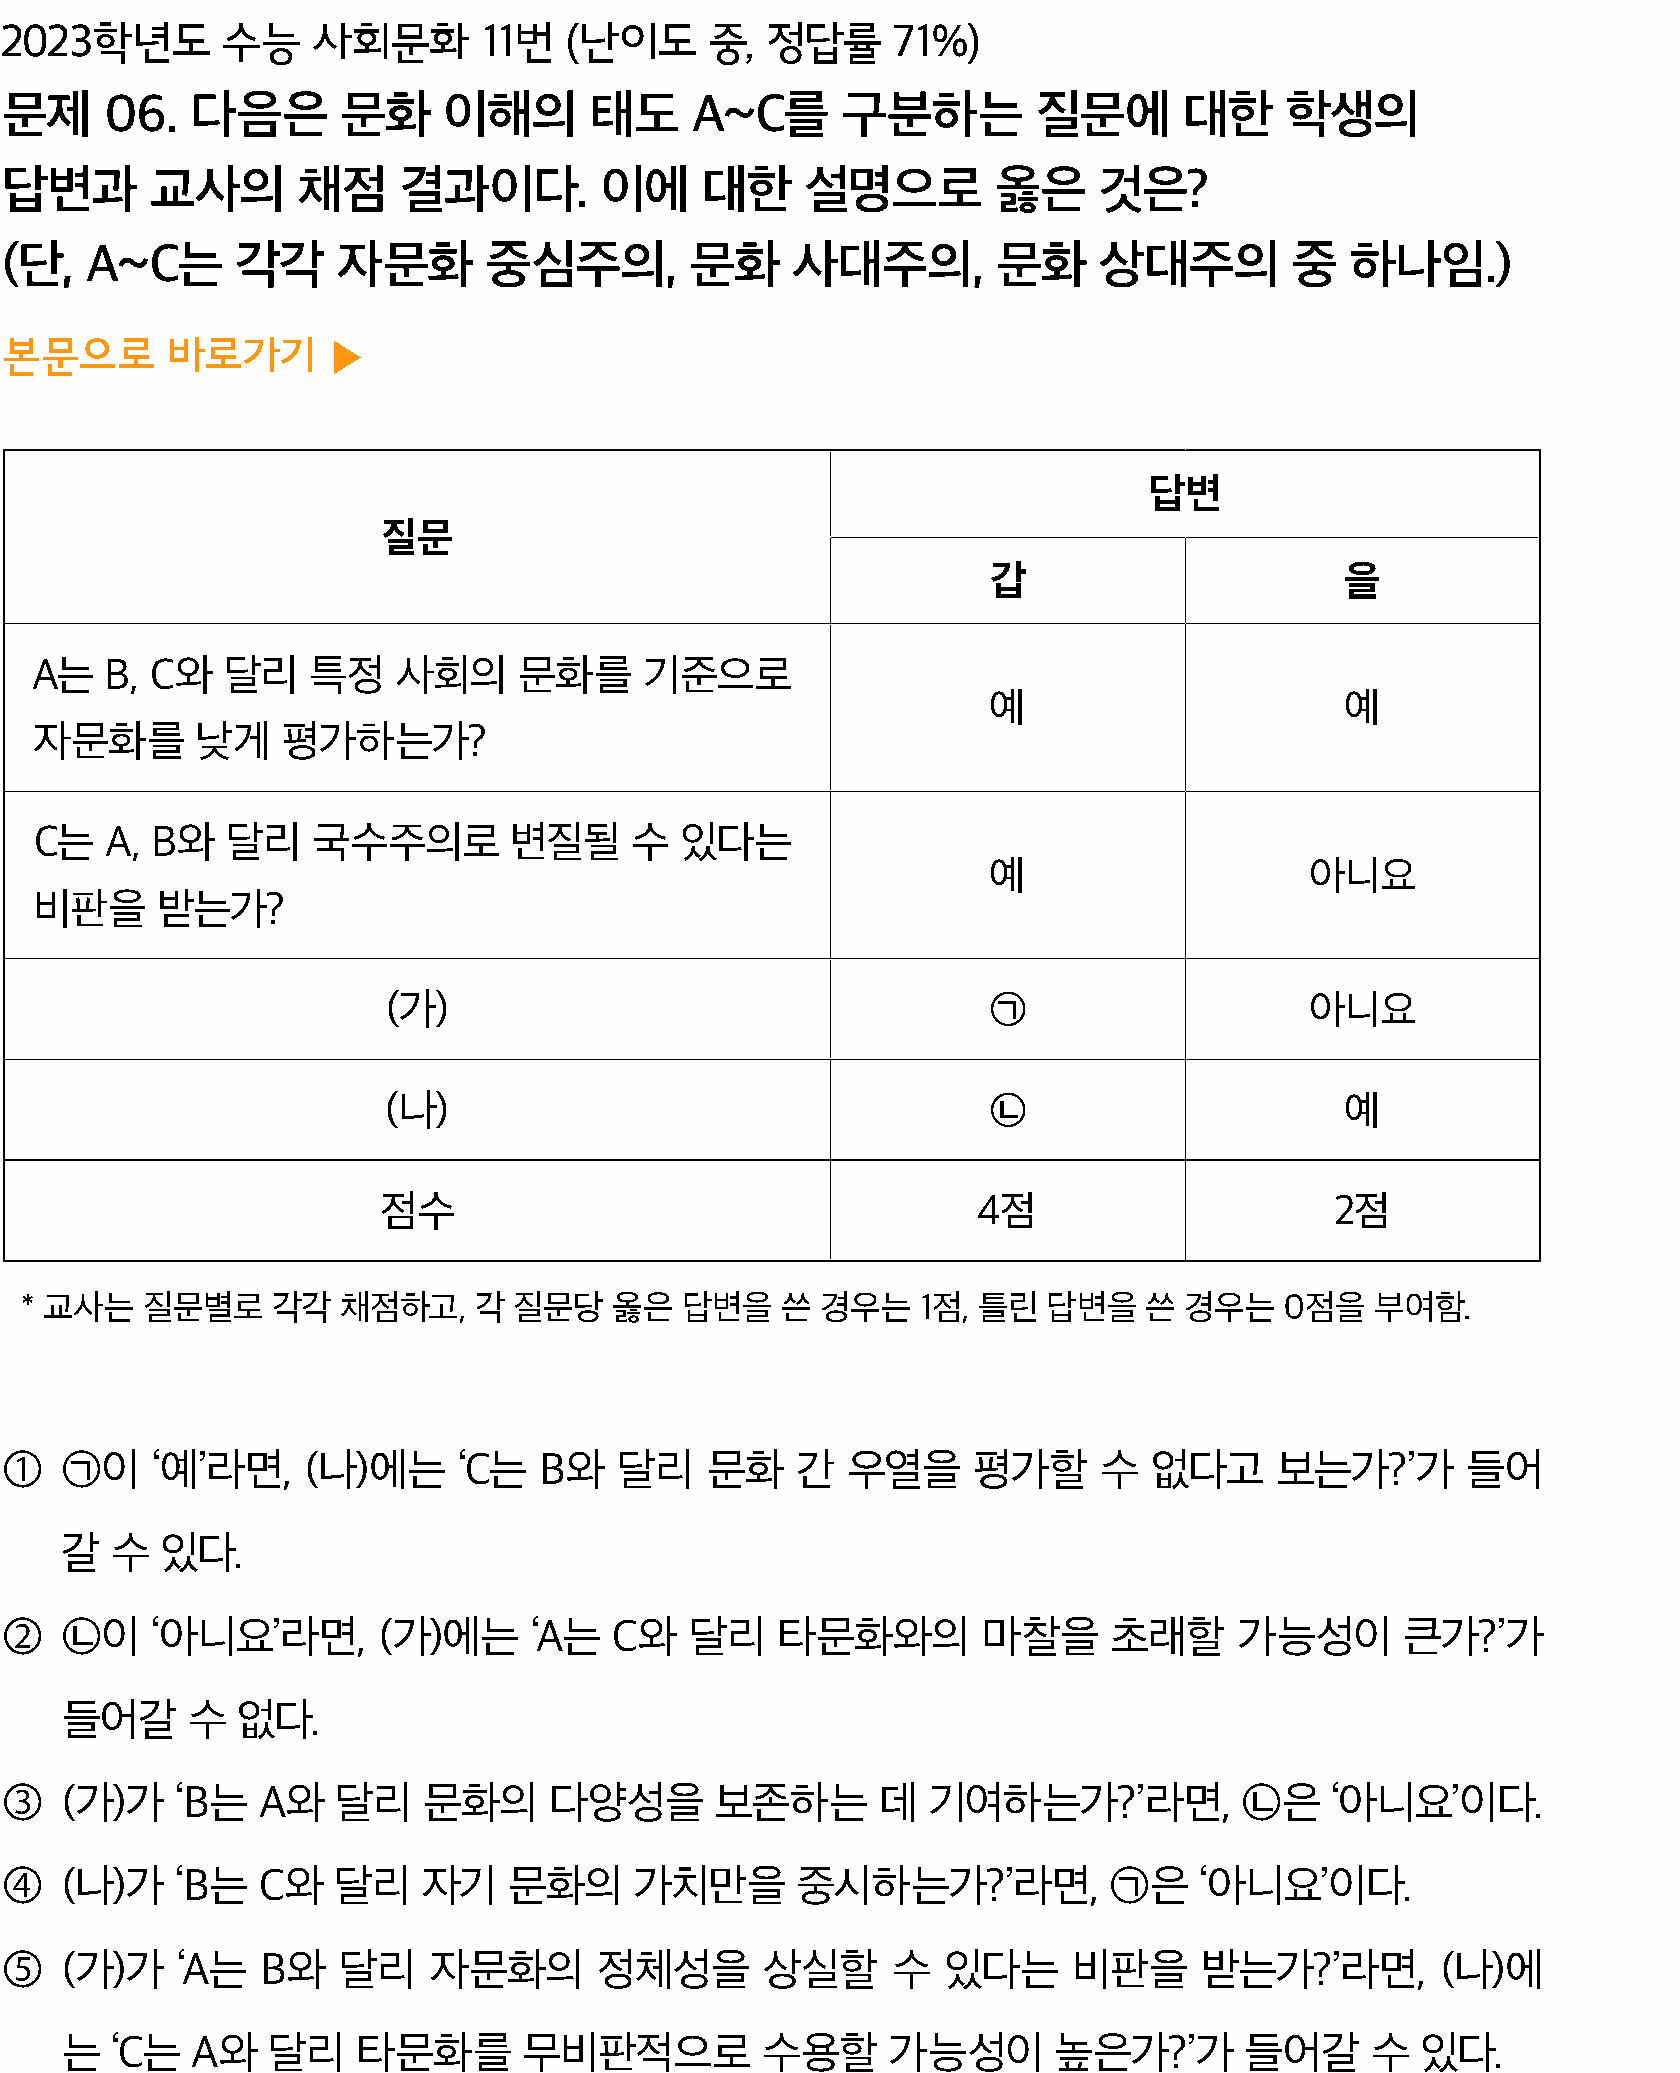 2023학년도 수능 사회문화 11번 (난이도 중, 정답률 71%)
문제 06. 다음은 문화 이해의 태도 A~C를 구분하는 질문에 대한 학생의
답변과 교사의 채점 결과이다. 이에 대한 설명으로 옳은 것은?
(단, A~C는 각각 자문화 중심주의, 문화 사대주의, 문화 상대주의 중 하나임.)
본문으로 바로가기 ▶
질문
답변
갑 을
A는 B, C와 달리 특정 사회의 문화를 기준으로
자문화를 낮게 평가하는가?
예 예
C는 A, B와 달리 국수주의로 변질될 수 있다는
비판을 받는가?
예 아니요
(가) ㉠ 아니요
(나) ㉡ 예
점수 4점 2점
* 교사는 질문별로 각각 채점하고, 각 질문당 옳은 답변을 쓴 경우는 1점, 틀린 답변을 쓴 경우는 0점을 부여함.
① ㉠이 ‘예’라면, (나)에는 ‘C는 B와 달리 문화 간 우열을 평가할 수 없다고 보는가?’가 들어
갈 수 있다.
② ㉡이 ‘아니요’라면, (가)에는 ‘A는 C와 달리 타문화와의 마찰을 초래할 가능성이 큰가?’가
들어갈 수 없다.
③ (가)가 ‘B는 A와 달리 문화의 다양성을 보존하는 데 기여하는가?’라면, ㉡은 ‘아니요’이다.
④ (나)가 ‘B는 C와 달리 자기 문화의 가치만을 중시하는가?’라면, ㉠은 ‘아니요’이다.
⑤ (가)가 ‘A는 B와 달리 자문화의 정체성을 상실할 수 있다는 비판을 받는가?’라면, (나)에
는 ‘C는 A와 달리 타문화를 무비판적으로 수용할 가능성이 높은가?’가 들어갈 수 있다.